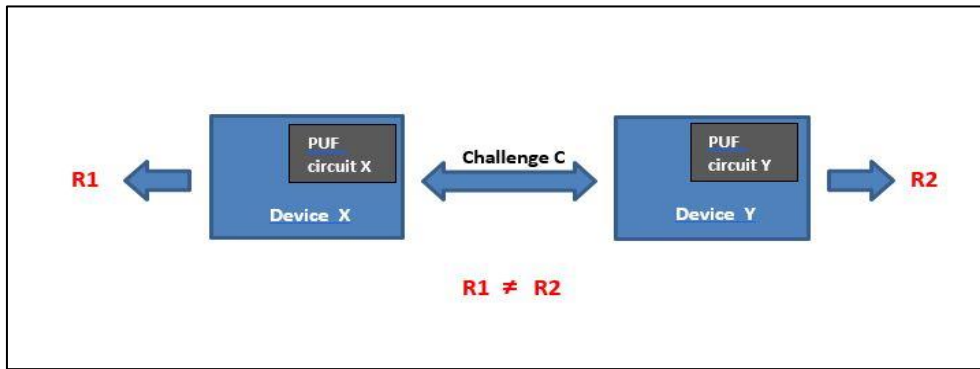 PUF
circuit X
Device X
R1
Challenge C
PUF
circuit Y
Device Y
R2
R1 ≠ R2